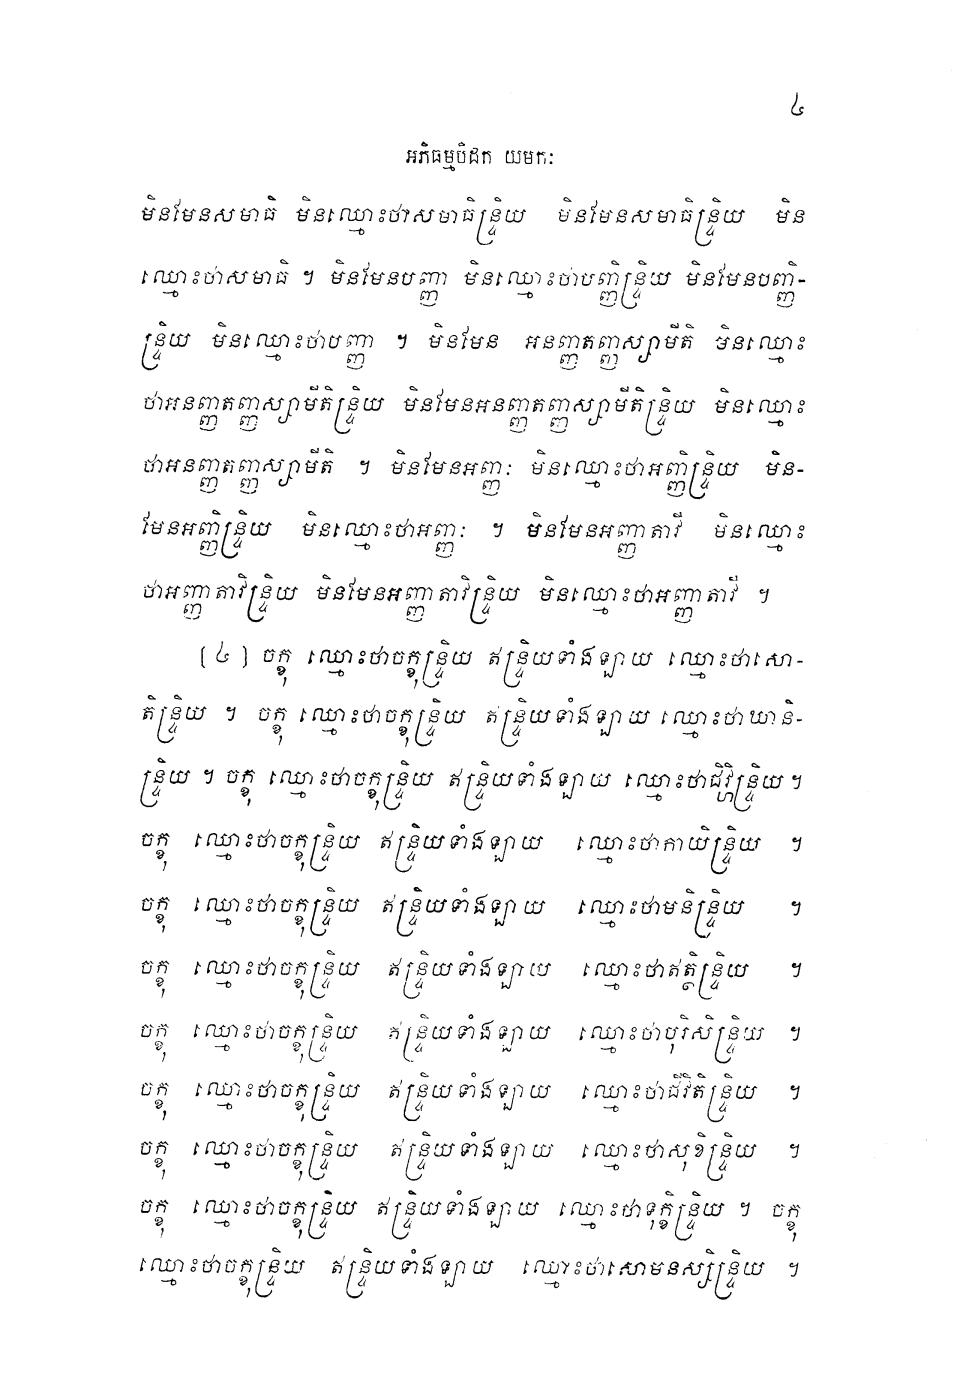 ៤
អភិធម្មបិដក យមកៈ
មិនមែនសមាធិ មិនឈ្មោះថាសមាធិន្ទ្រិយ មិនមែនសមាធិន្ទ្រិយ មិន
ឈ្មោះថាសមាធិ ។ មិនមែនបញ្ញា មិនឈ្មោះថាបញ្ញិន្ទ្រិយ មិនមែនបញ្ញិ-
ន្ទ្រិយ មិនឈ្មោះថាបញ្ញា ។ មិនមែន អនញ្ញតញ្ញស្សាមីតិ មិនឈ្មោះ
ថាអនញ្ញតញ្ញស្សាមីតិន្ទ្រិយ មិនមែនអនញ្ញតញ្ញស្សាមីតិន្ទ្រិយ មិនឈ្មោះ
ថាអនញ្ញតញ្ញស្សាមីតិ ។ មិនមែនអញ្ញៈ មិនឈ្មោះថាអញ្ញិន្ទ្រិយ មិន-
មែនអញ្ញិន្ទ្រិយ មិនឈ្មោះថាអញ្ញៈ ។ មិនមែនអញ្ញាតាវី មិនឈ្មោះ
ថាអញ្ញាតាវិន្ទ្រិយ មិនមែនអញ្ញាតាវិន្ទ្រិយ មិនឈ្មោះថាអញ្ញាតាវី ។
[៤] ចក្ខុ ឈ្មោះថាចក្ខុន្ទ្រិយ ឥន្ទ្រិយទាំងឡាយ ឈ្មោះថាសោ-
តិន្ទ្រិយ ។ ចក្ខុ ឈ្មោះថាចក្ខុន្ទ្រិយ ឥន្ទ្រិយទាំងឡាយ ឈ្មោះថាឃានិ-
ន្ទ្រិយ ។ ចក្ខុ ឈ្មោះថាចក្ខុន្ទ្រិយ ឥន្ទ្រិយទាំងឡាយ ឈ្មោះថាជិវ្ហិន្ទ្រិយ ។
ចក្ខុ ឈ្មោះថាចក្ខុន្ទ្រិយ ឥន្ទ្រិយទាំងឡាយ ឈ្មោះថាកាយិន្ទ្រិយ ។
ចក្ខុ ឈ្មោះថាចក្ខុន្ទ្រិយ ឥន្ទ្រិយទាំងឡាយ ឈ្មោះថាមនិន្ទ្រិយ ។
ចក្ខុ ឈ្មោះថាចក្ខុន្ទ្រិយ ឥន្ទ្រិយទាំងឡាយ ឈ្មោះថាឥត្ថិន្ទ្រិយ ។
ចក្ខុ ឈ្មោះថាចក្ខុន្ទ្រិយ ឥន្ទ្រិយទាំងឡាយ ឈ្មោះថាបុរិសិន្ទ្រិយ ។
ចក្ខុ ឈ្មោះថាចក្ខុន្ទ្រិយ ឥន្ទ្រិយទាំងឡាយ ឈ្មោះថាជីវិតិន្ទ្រិយ ។
ចក្ខុ ឈ្មោះថាចក្ខុន្ទ្រិយ ឥន្ទ្រិយទាំងឡាយ ឈ្មោះថាសុខិន្ទ្រិយ ។
ចក្ខុ ឈ្មោះថាចក្ខុន្ទ្រិយ ឥន្ទ្រិយទាំងឡាយ ឈ្មោះថាទុក្ខិន្ទ្រិយ ។ ចក្ខុ
ឈ្មោះថាចក្ខុន្ទ្រិយ ឥន្ទ្រិយទាំងឡាយ ឈ្មោះថាសោមនស្សិន្ទ្រិយ ។